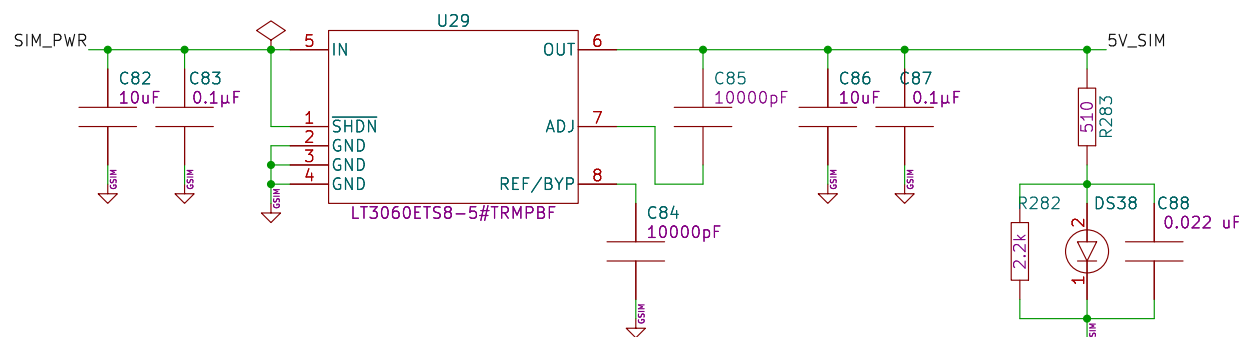 U29
SIM_PWR
5
IN
OUT
6
5V_SIM
C82
10uF
C83
0.1µF
C85
10000pF
C86
10uF
C87
0.1µF
510
R283
1
SHDN
ADJ
7
2
GND
3
GND
4
GND
REF/BYP
8
GSIM
GSIM
GSIM
GSIM
GSIM
LT3060ETS8-5#TRMPBF
C84
10000pF
GSIM
R282
2.2k
DS38
2
1
C88
0.022 uF
SIM